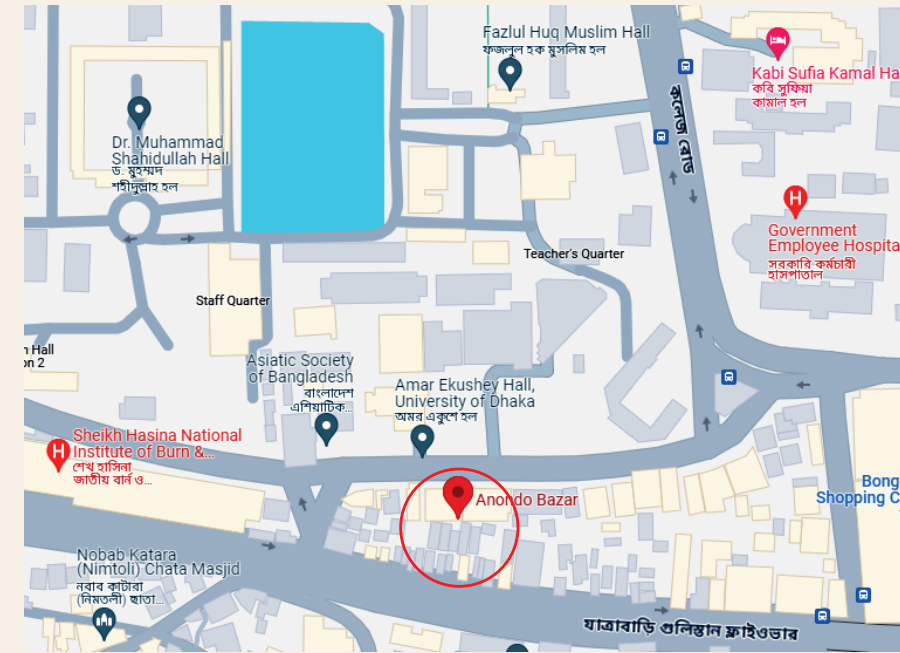 Fazlul Huq Muslim Hall
ফজলুল হক মুসলিম হল
Kabi Sufia Kamal Ha
কবি সুফিয়া
কামাল হল
কলেজ রোড
Dr. Muhammad
Shahidullah Hall
ড. মুহম্মদ
শহীদুল্লাহ হল
H
Government
Employee Hospita
সরকারি কর্মচারী
হাসপাতাল
Teacher's Quarter
Staff Quarter
n Hall
on 2
Asiatic Society
of Bangladesh
বাংলাদেশ
এশিয়াটিক...
Amar Ekushey Hall,
University of Dhaka
অমর একুশে হল
H
Sheikh Hasina National
Institute of Burn &...
শেখ হাসিনা
জাতীয় বার্ন ও...
Anondo Bazar
Bong
Shopping C
Nobab Katara
(Nimtoli) Chata Masjid
নবাব কাটারা
(নিমতলী) ছাতা...
যাত্রাবাড়ি গুলিস্তান ফ্লাইওভার